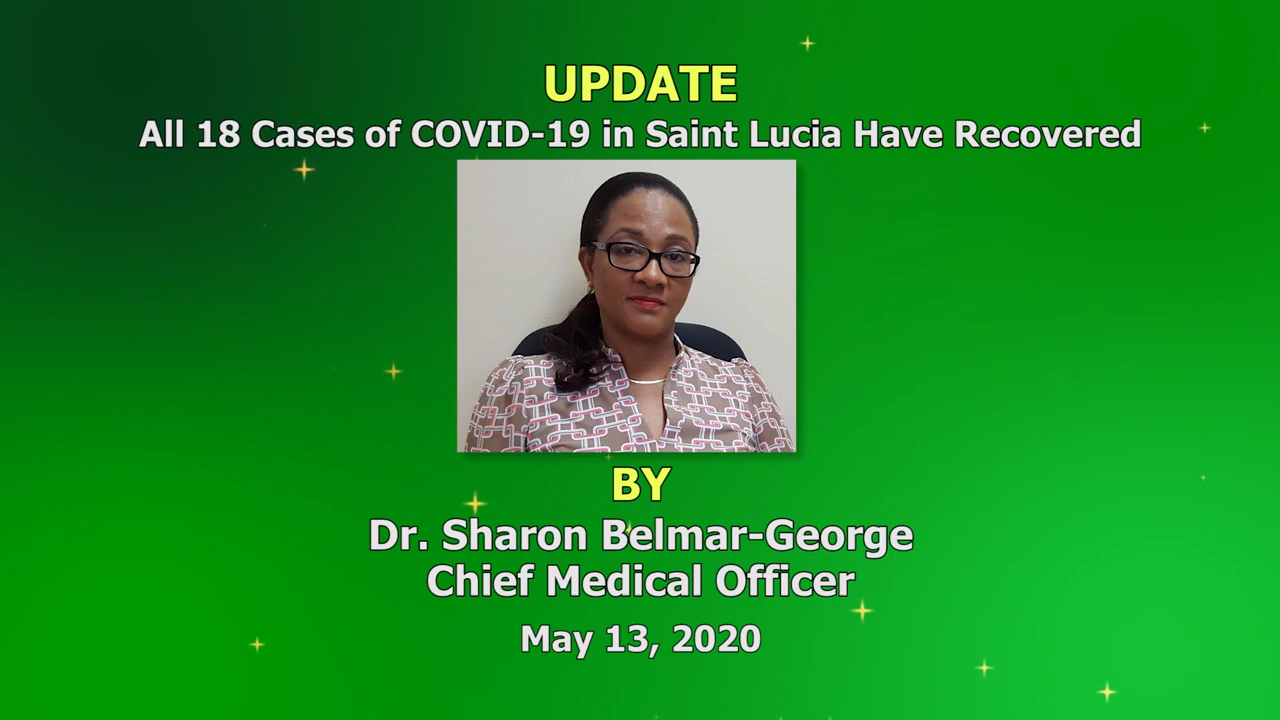 UPDATE
All 18 Cases of COVID-19 in Saint Lucia Have Recovered
BY
Dr. Sharon Belmar-George
Chief Medical Officer
May 13, 2020